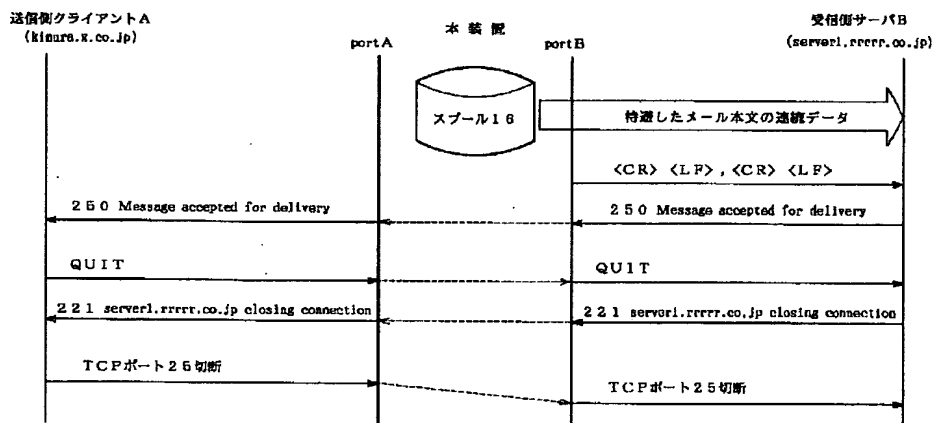 送信側クライアントA
(kimura.x.co.jp)
portA
本装置
portB
受信側サーバB
(server1.rrrrr.co.jp)
スプール16
待避したメール本文の連続データ
<CR> <LF> , <CR> <LF>
250 Message accepted for delivery
250 Message accepted for delivery
QUIT
QUIT
221 server1.rrrrr.co.jp closing connection
221 server1.rrrrr.co.jp closing connection
TCPポート25切断
TCPポート25切断